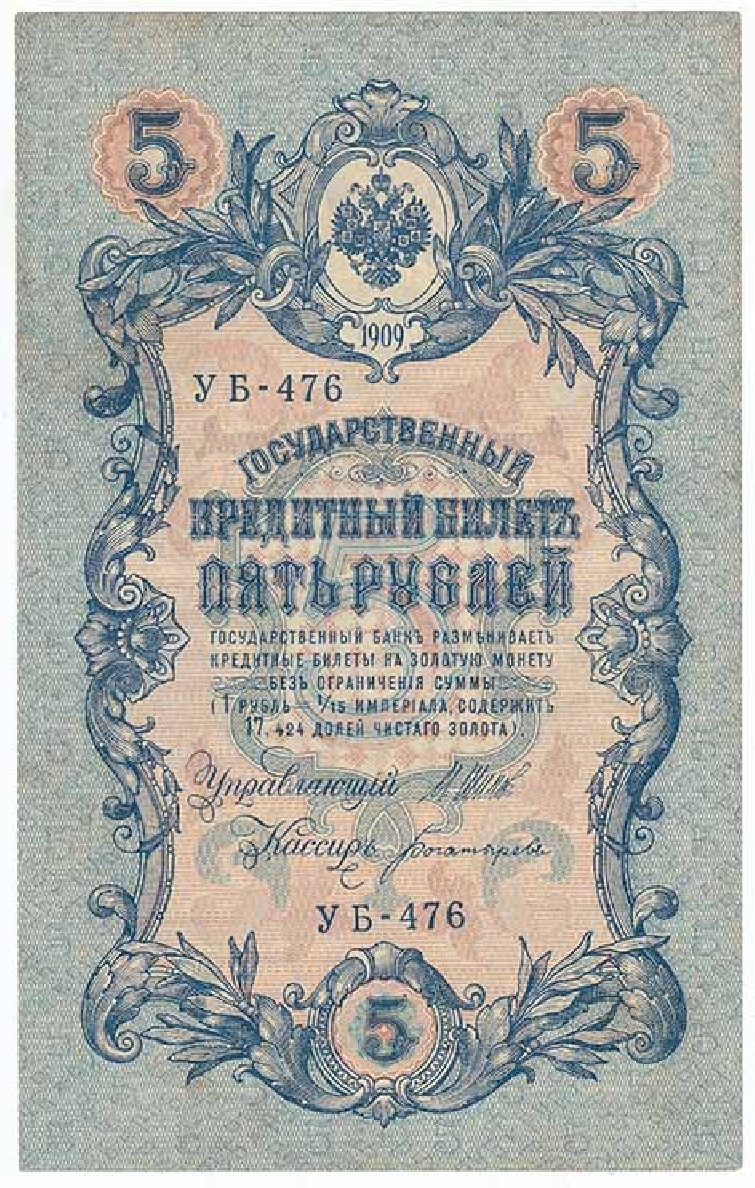 5 5
1909
УБ-476
ГОСУДАРСТВЕННЫЙ
КРЕДИТНЫЙ БИЛЕТЪ
ПЯТЬ РУБЛЕЙ
ГОСУДАРСТВЕННЫЙ БАНКЪ РАЗМѢНИВАЕТЪ
КРЕДИТНЫЕ БИЛЕТЫ НА ЗОЛОТУЮ МОНЕТУ
БЕЗЪ ОГРАНИЧЕНІЯ СУММЫ
(1 РУБЛЬ — 1/15 ИМПЕРІАЛА, СОДЕРЖИТЪ
17,424 ДОЛЕЙ ЧИСТАГО ЗОЛОТА).
Управляющій
Кассиръ Богатыревъ
УБ-476
5